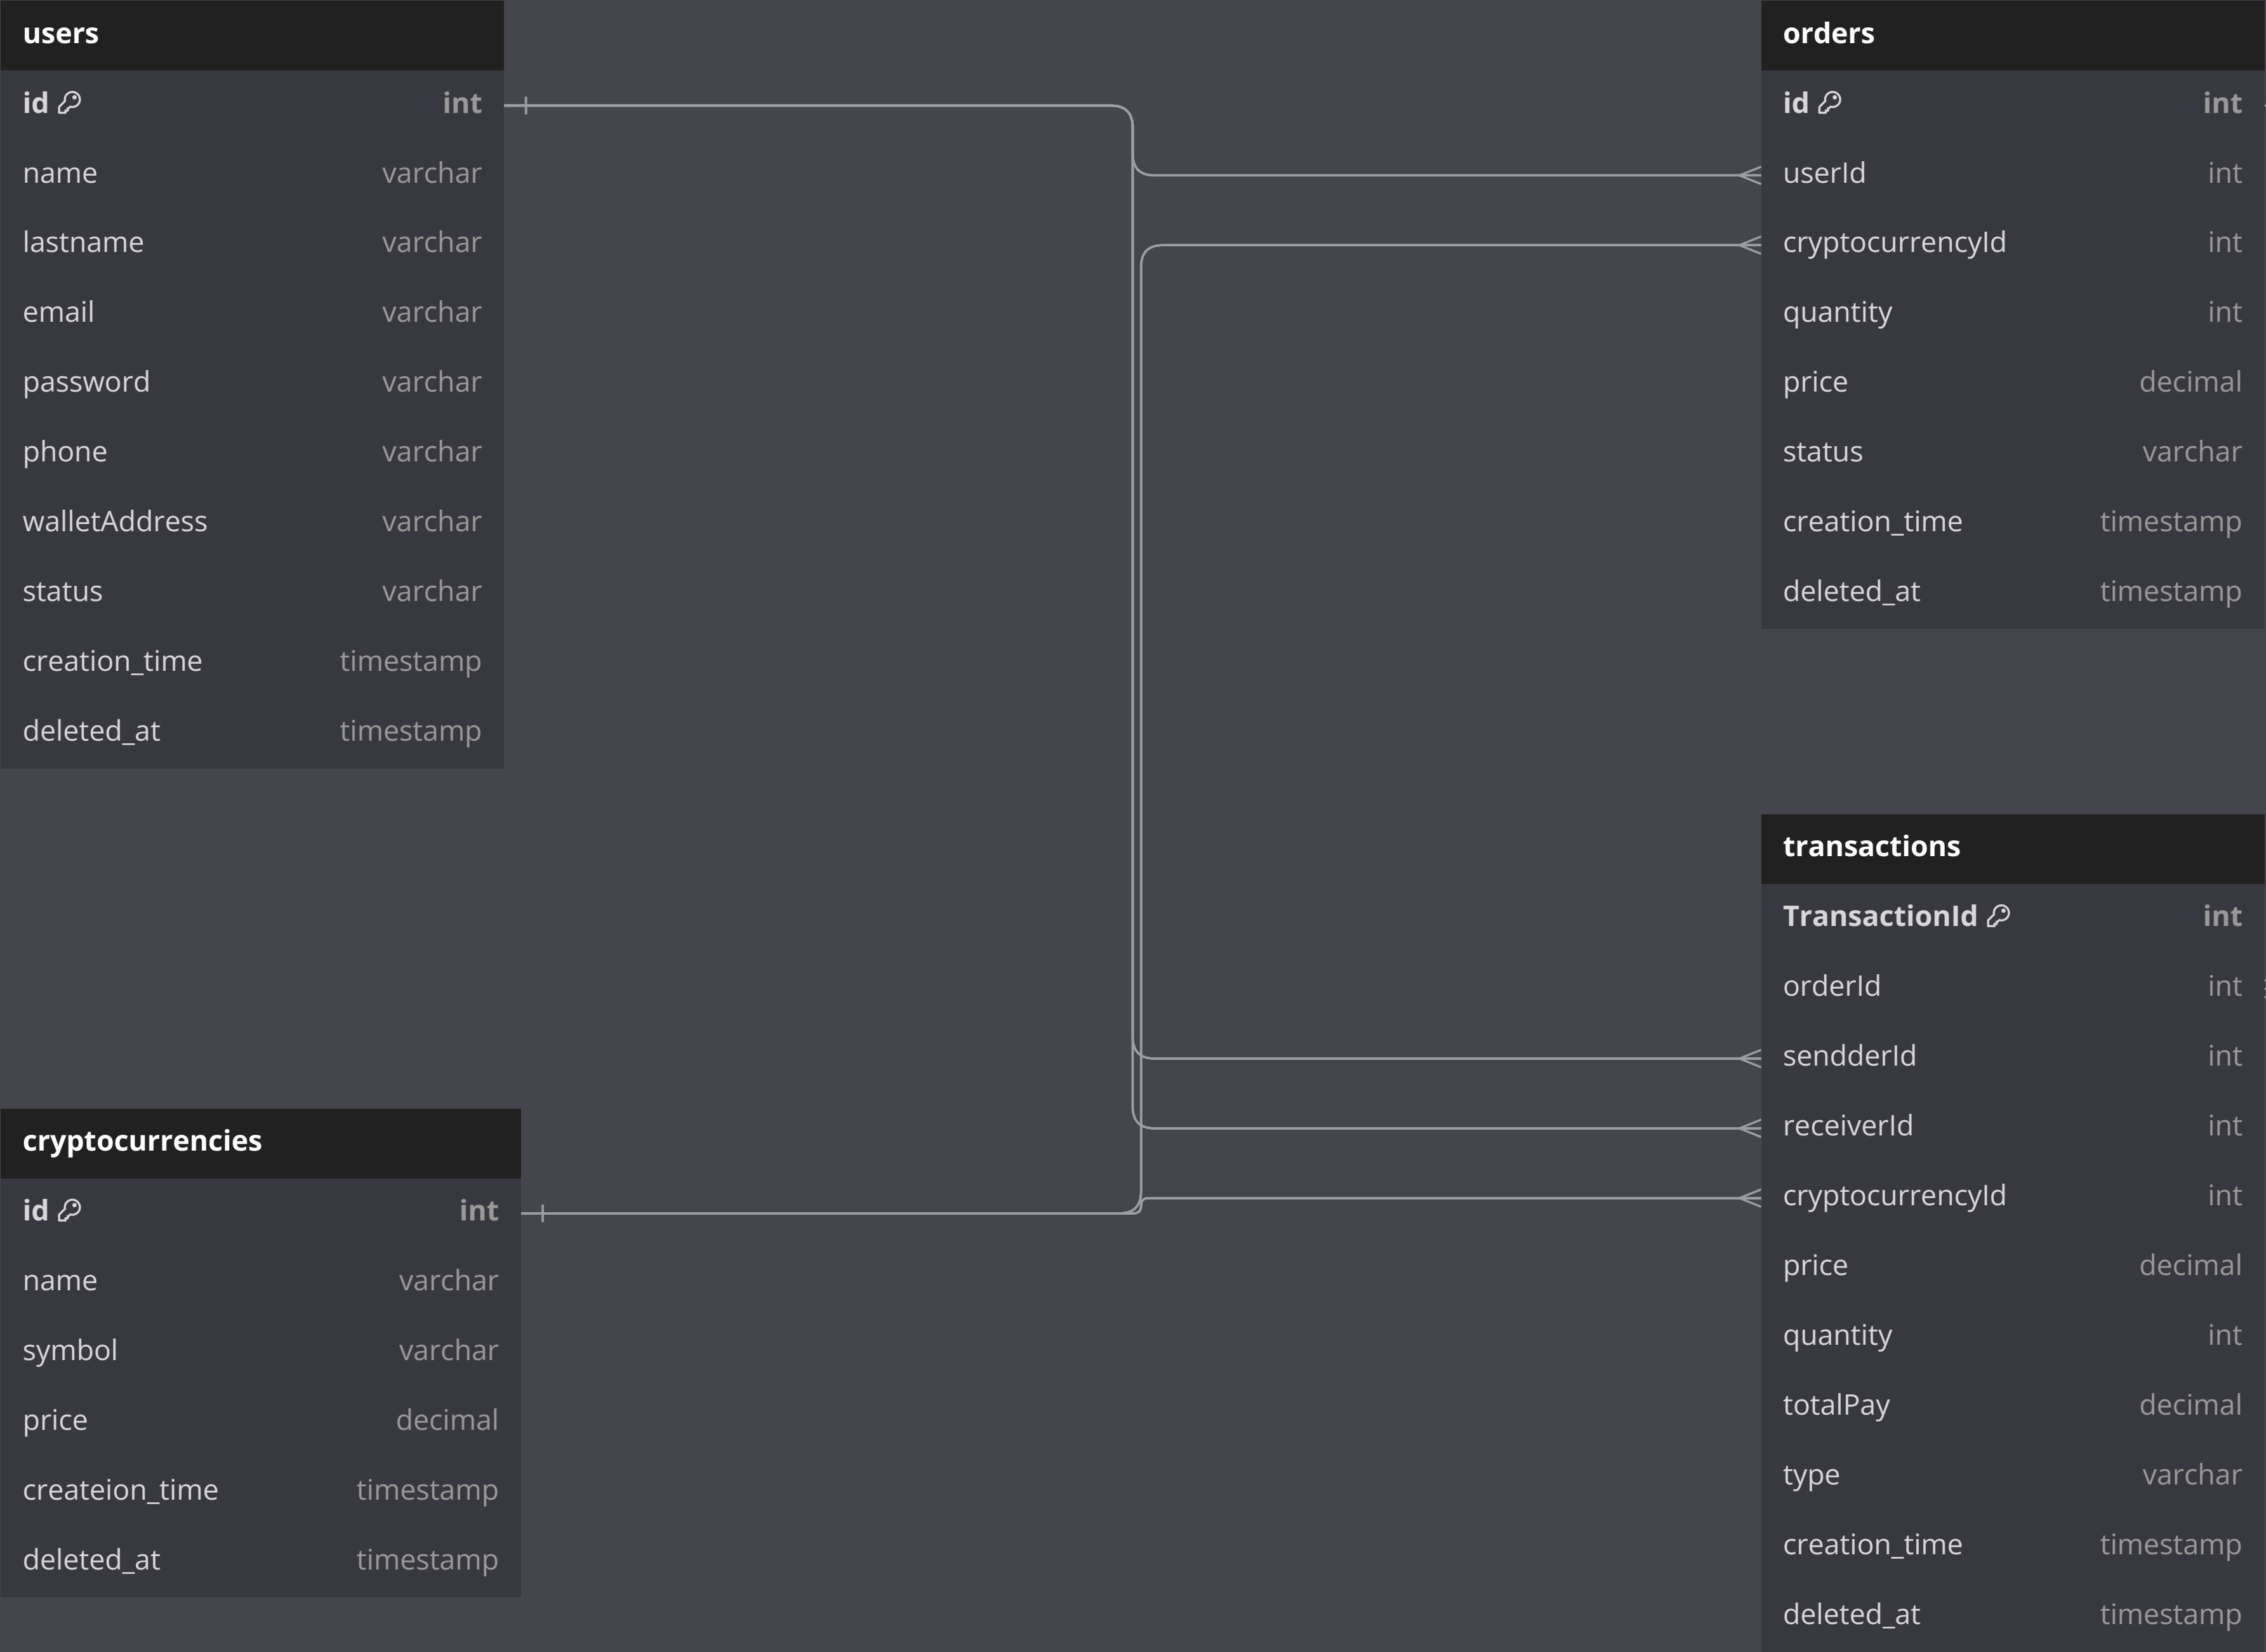 users
id int
name varchar
lastname varchar
email varchar
password varchar
phone varchar
walletAddress varchar
status varchar
creation_time timestamp
deleted_at timestamp
orders
id int
userId int
cryptocurrencyId int
quantity int
price decimal
status varchar
creation_time timestamp
deleted_at timestamp
cryptocurrencies
id int
name varchar
symbol varchar
price decimal
createion_time timestamp
deleted_at timestamp
transactions
TransactionId int
orderId int
sendderId int
receiverId int
cryptocurrencyId int
price decimal
quantity int
totalPay decimal
type varchar
creation_time timestamp
deleted_at timestamp